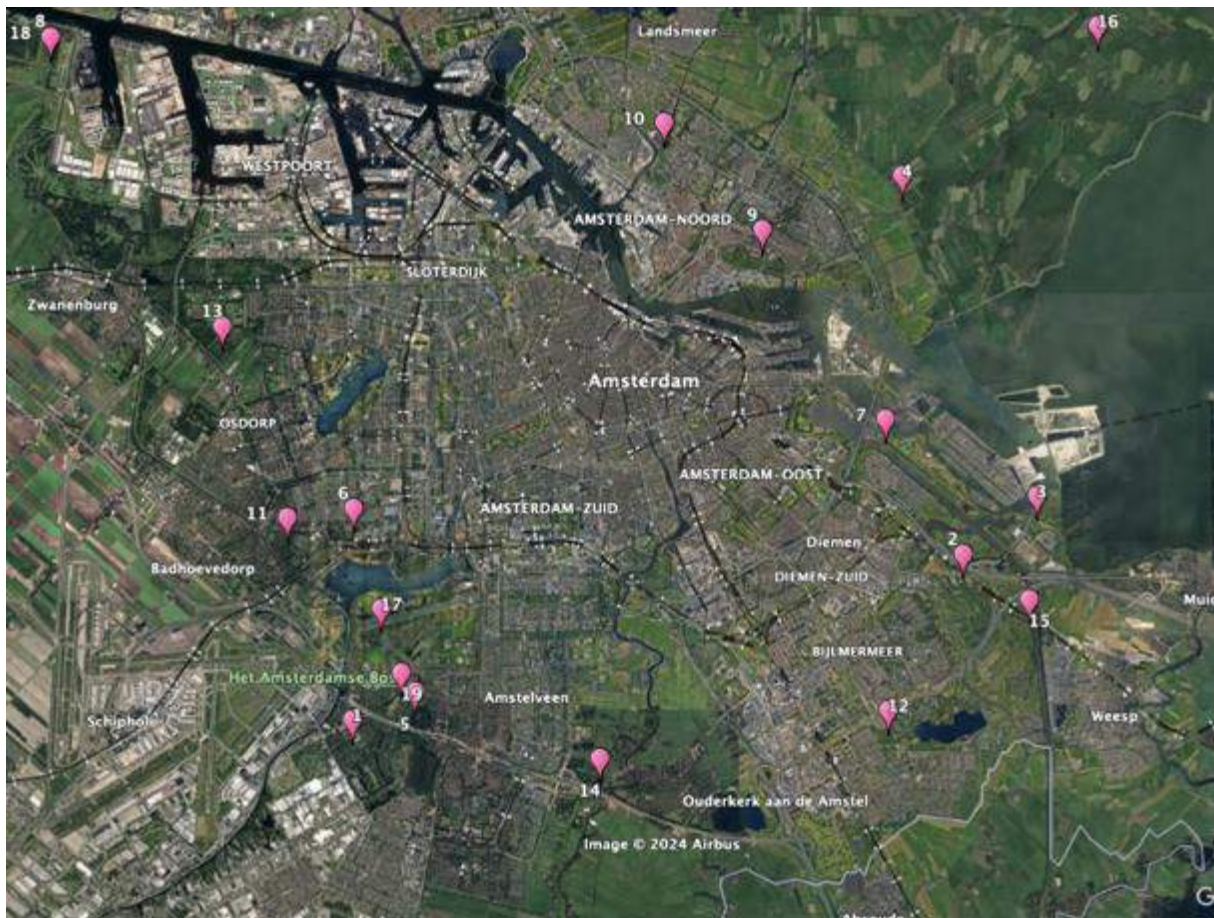 8
Landsmeer
16
18
10
WESTPOORT
4
AMSTERDAM-NOORD
9
SLOTERDIJK
Zwanenburg
13
Amsterdam
7
OSDORP
AMSTERDAM-OOST
3
6
11
AMSTERDAM-ZUID
2
Diemen
Badhoevedorp
DIEMEN-ZUID
Muid
17
15
BIJLMERMEER
Het Amsterdamse Bos
19
Amstelveen
12
Schiphol
1
5
Weesp
14
Ouderkerk aan de Amstel
Image © 2024 Airbus
G